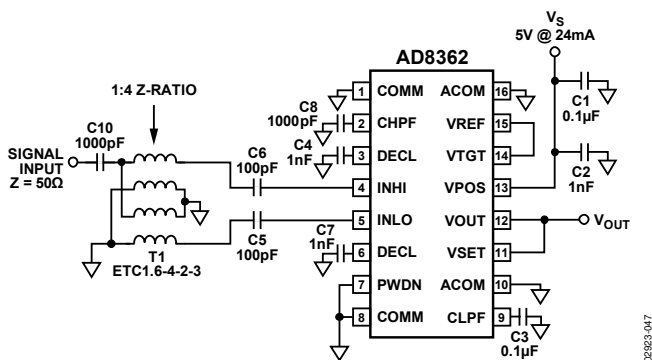 V_S
5V @ 24mA
AD8362
1:4 Z-RATIO
C10
1000pF
SIGNAL
INPUT
Z = 50Ω
T1
ETC1.6-4-2-3
C6
100pF
C5
100pF
C8
1000pF
C4
1nF
C7
1nF
1 COMM
2 CHPF
3 DECL
4 INHI
5 INLO
6 DECL
7 PWDN
8 COMM
ACOM 16
VREF 15
VTGT 14
VPOS 13
VOUT 12
VSET 11
ACOM 10
CLPF 9
C1
0.1µF
C2
1nF
V_OUT
C3
0.1µF
02923-047